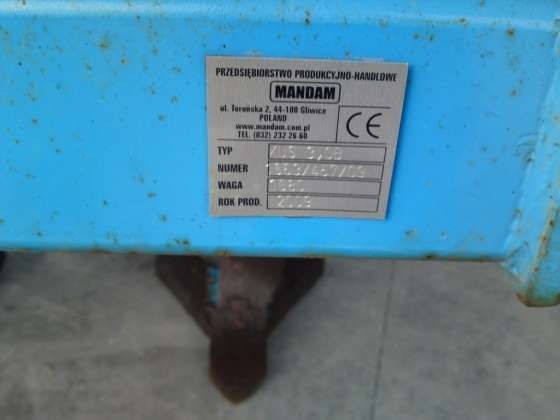 PRZEDSIĘBIORSTWO PRODUKCYJNO-HANDLOWE
MANDAM
ul. Toruńska 2, 44-100 Gliwice
POLAND
www.mandam.com.pl
TEL. (032) 232 26 60
CE
TYP
NUMER
WAGA
ROK PROD. 2009